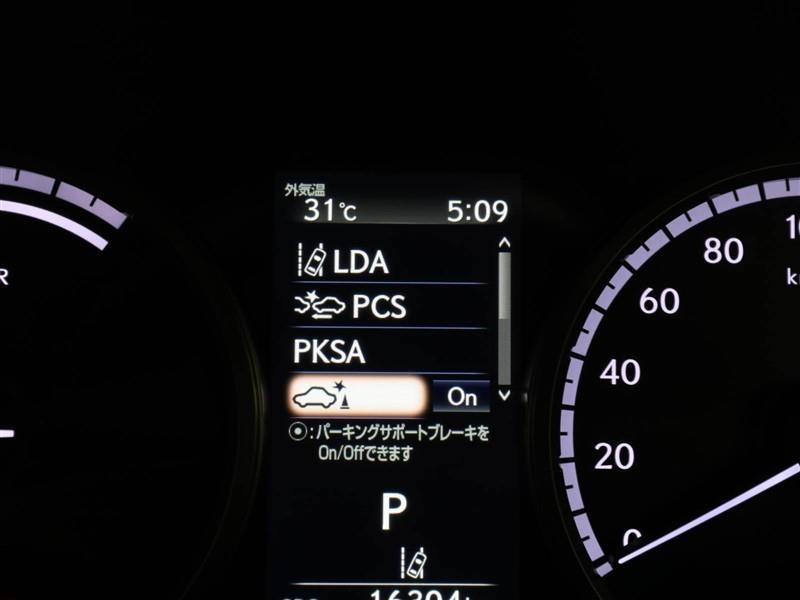 外気温
31℃ 5:09
LDA
PCS
PKSA
On
⦿:パーキングサポートブレーキを
On/Offできます
P
R
0
20
40
60
80